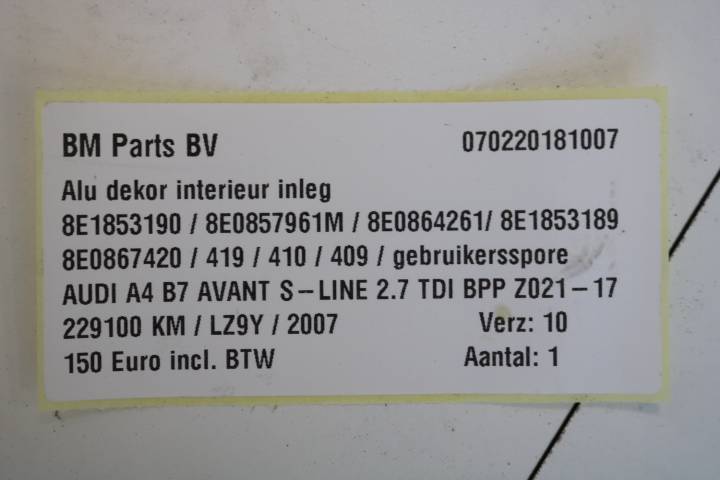 BM Parts BV 070220181007
Alu dekor interieur inleg
8E1853190 / 8E0857961M / 8E0864261/ 8E1853189
8E0867420 / 419 / 410 / 409 / gebruikersspore
AUDI A4 B7 AVANT S-LINE 2.7 TDI BPP Z021-17
229100 KM / LZ9Y / 2007 Verz: 10
150 Euro incl. BTW Aantal: 1